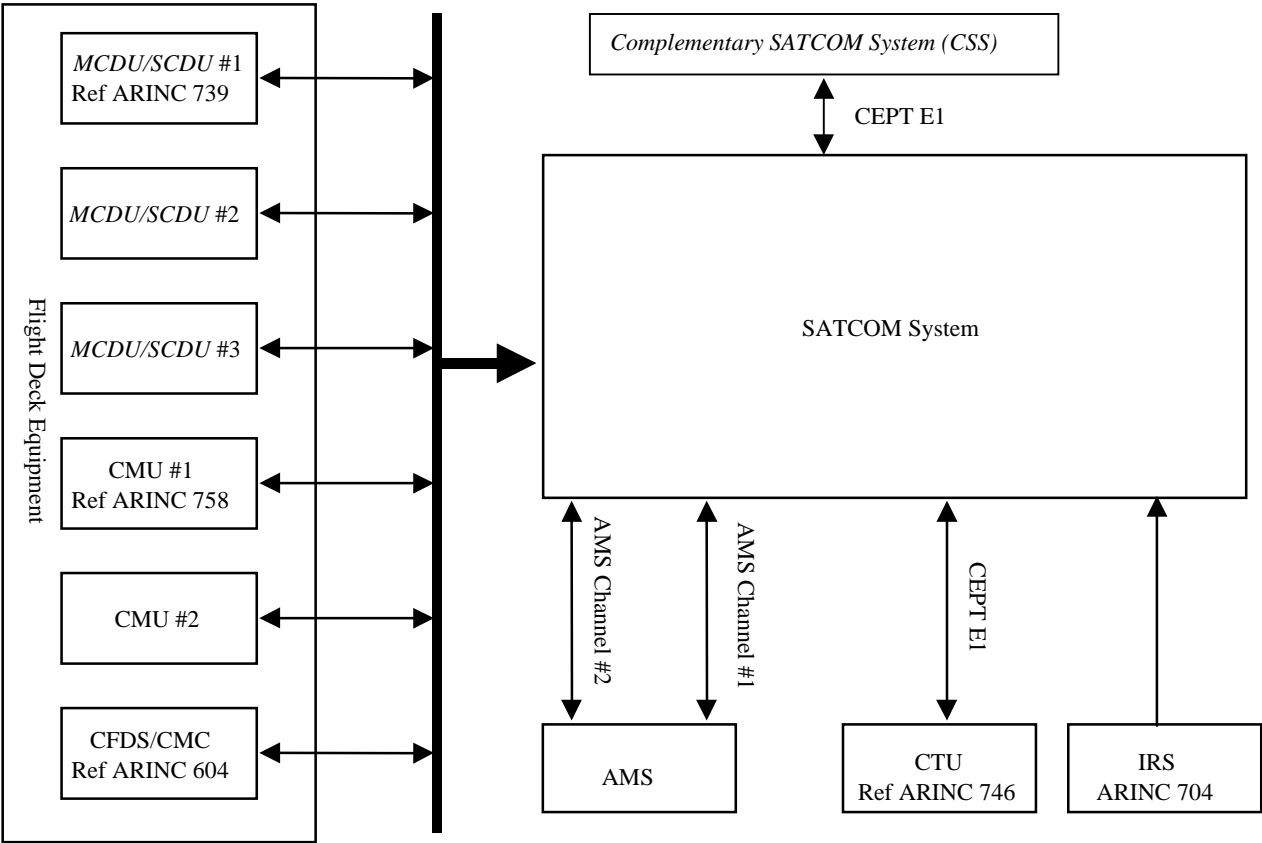 Flight Deck Equipment
MCDU/SCDU #1
Ref ARINC 739
MCDU/SCDU #2
MCDU/SCDU #3
CMU #1
Ref ARINC 758
CMU #2
CFDS/CMC
Ref ARINC 604
Complementary SATCOM System (CSS)
CEPT E1
SATCOM System
AMS Channel #2
AMS Channel #1
CEPT E1
AMS
CTU
Ref ARINC 746
IRS
ARINC 704